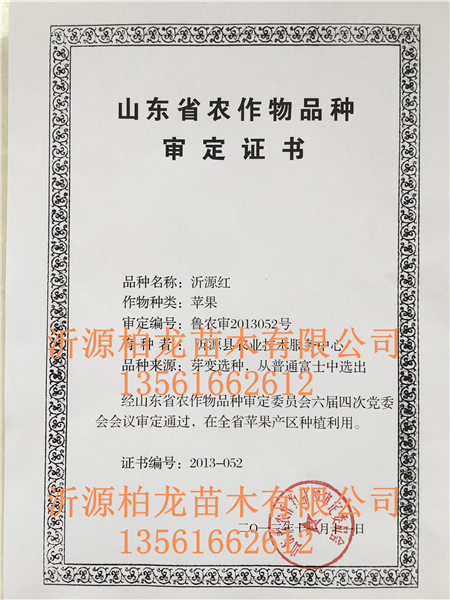 山东省农作物品种
审定证书
品种名称：沂源红
作物种类：苹果
审定编号：鲁农审2013052号
育种者：沂源县农业技术服务中心
沂源柏龙苗木有限公司
品种来源：芽变选种，从普通富士中选出
13561662612
经山东省农作物品种审定委员会六届四次党委
会会议审定通过，在全省苹果产区种植利用。
证书编号：2013-052
沂源柏龙苗木有限公司
13561662612